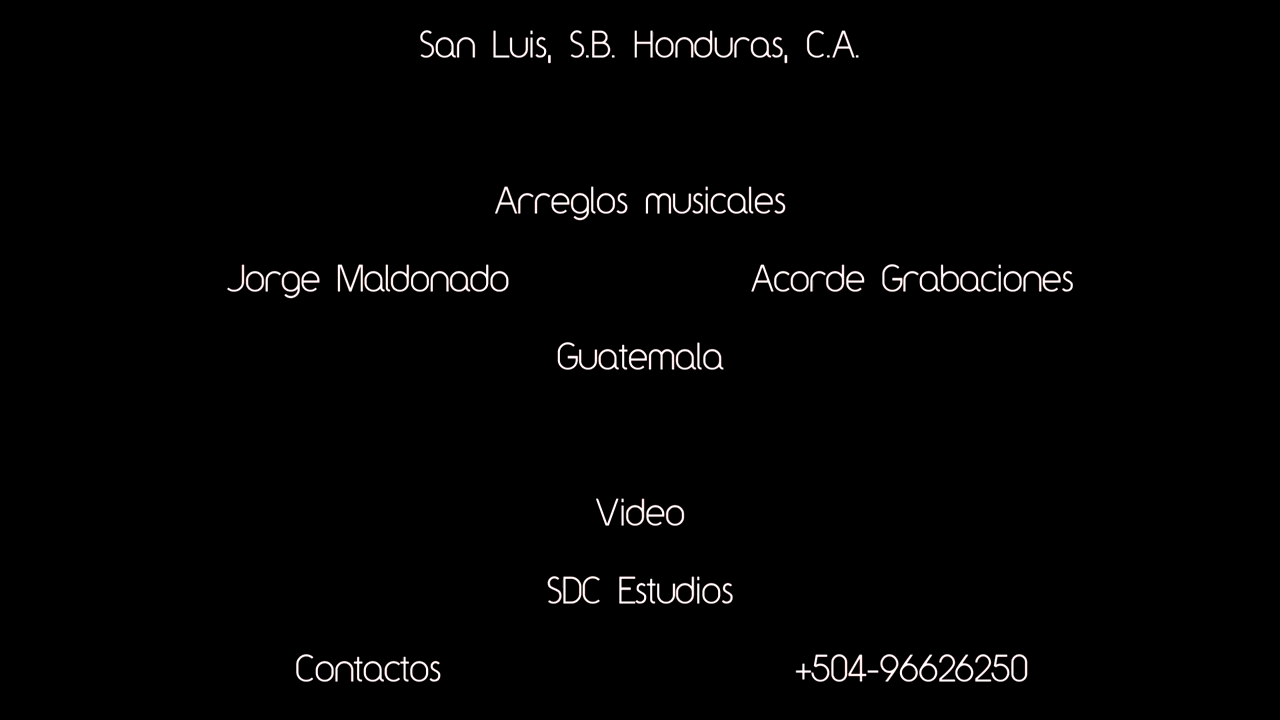 San Luis, S.B. Honduras, C.A.
Arreglos musicales
Jorge Maldonado Acorde Grabaciones
Guatemala
Video
SDC Estudios
Contactos +504-96626250